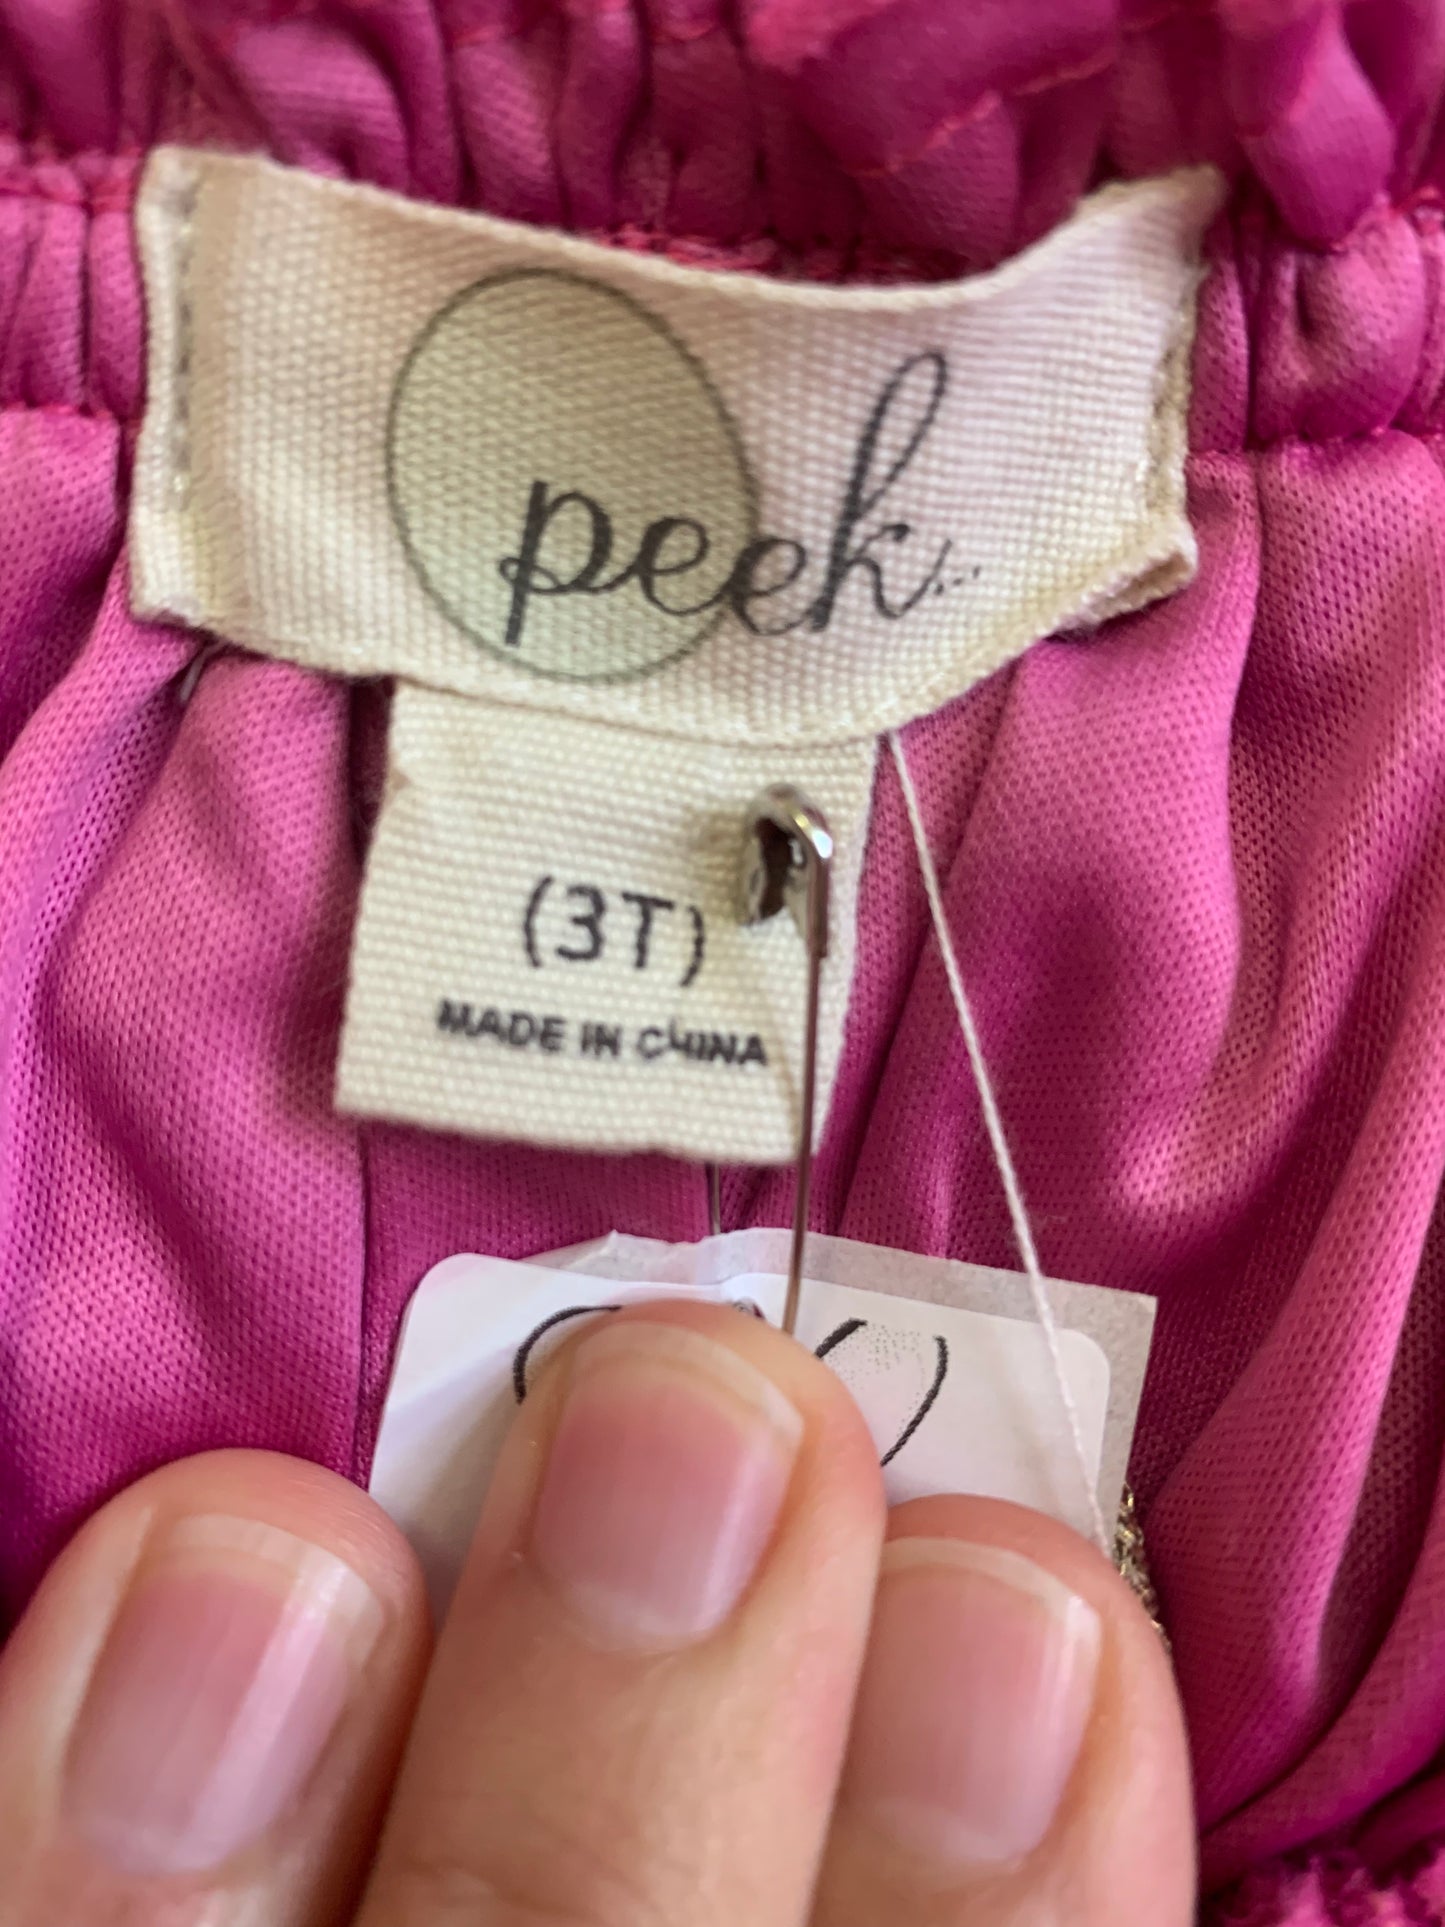 peek...
(3T)
MADE IN CHINA